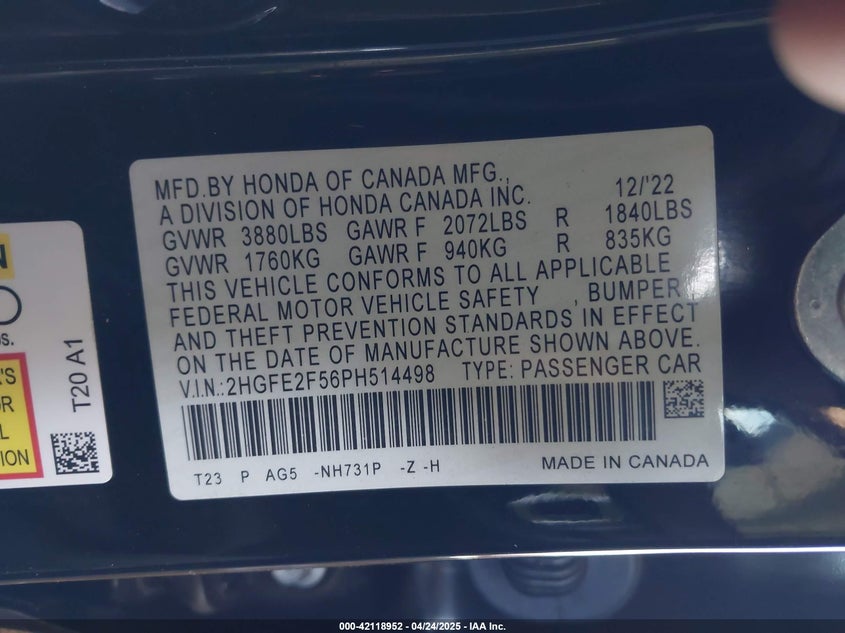 MFD.BY HONDA OF CANADA MFG., 12/'22
A DIVISION OF HONDA CANADA INC.
GVWR 3880LBS GAWR F 2072LBS R 1840LBS
GVWR 1760KG GAWR F 940KG R 835KG
THIS VEHICLE CONFORMS TO ALL APPLICABLE
FEDERAL MOTOR VEHICLE SAFETY , BUMPER
AND THEFT PREVENTION STANDARDS IN EFFECT
ON THE DATE OF MANUFACTURE SHOWN ABOVE.
V.I.N.:2HGFE2F56PH514498 TYPE: PASSENGER CAR
T23 P AG5 -NH731P -Z -H MADE IN CANADA
T20 A1
000-42118952 - 04/24/2025 - IAA Inc.